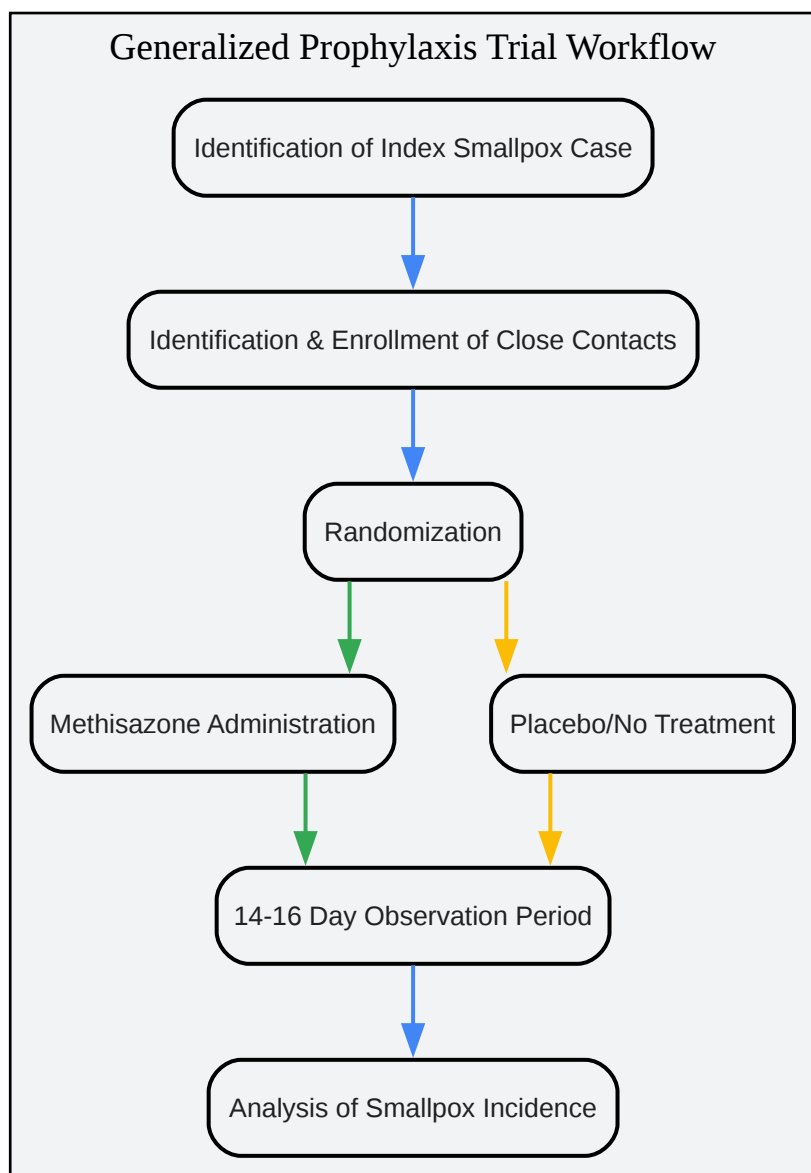 Generalized Prophylaxis Trial Workflow
Identification of Index Smallpox Case
Identification & Enrollment of Close Contacts
Randomization
Methisazone Administration
Placebo/No Treatment
14-16 Day Observation Period
Analysis of Smallpox Incidence